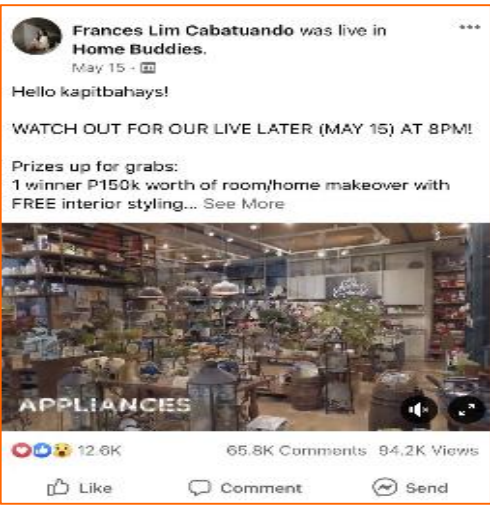 Frances Lim Cabatuando was live in
Home Buddies.
May 15 ·
Hello kapitbahays!
WATCH OUT FOR OUR LIVE LATER (MAY 15) AT 8PM!
Prizes up for grabs:
1 winner P150k worth of room/home makeover with
FREE interior styling... See More
APPLIANCES
12.6K 65.8K Comments 94.2K Views
Like Comment Send